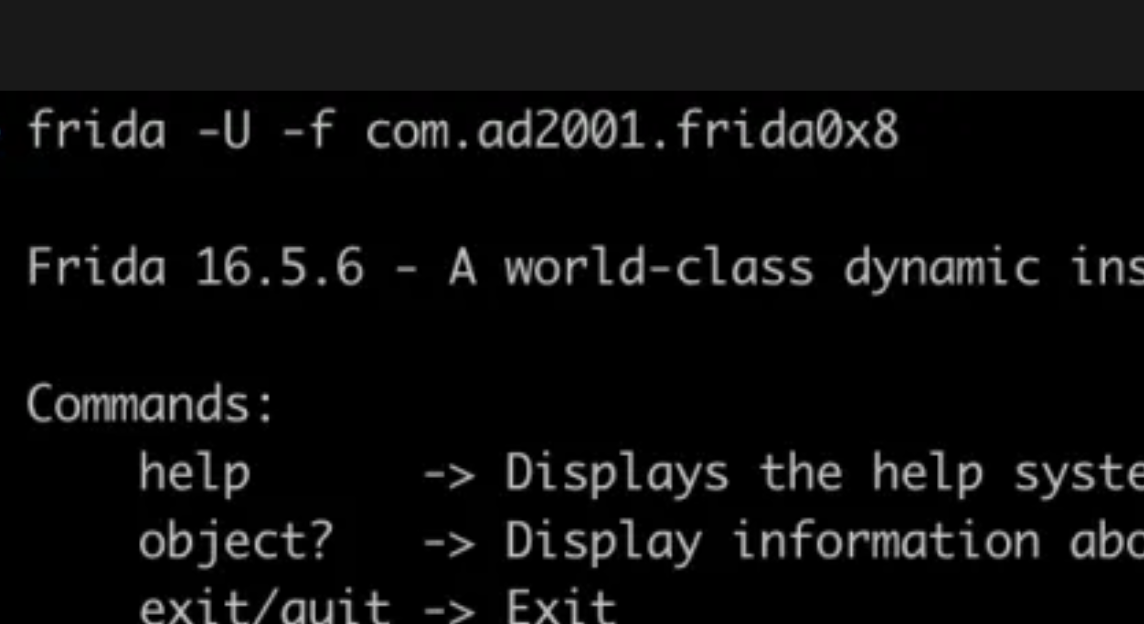 frida -U -f com.ad2001.frida0x8
Frida 16.5.6 - A world-class dynamic ins
Commands:
help -> Displays the help syste
object? -> Display information abo
exit/quit -> Exit